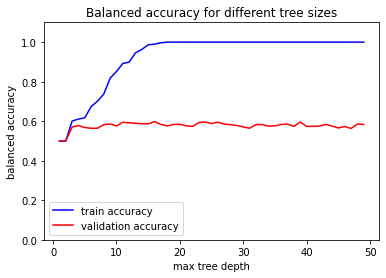 Balanced accuracy for different tree sizes
balanced accuracy
1.0
0.8
0.6
0.4
0.2
0.0
train accuracy
validation accuracy
0 10 20 30 40 50
max tree depth